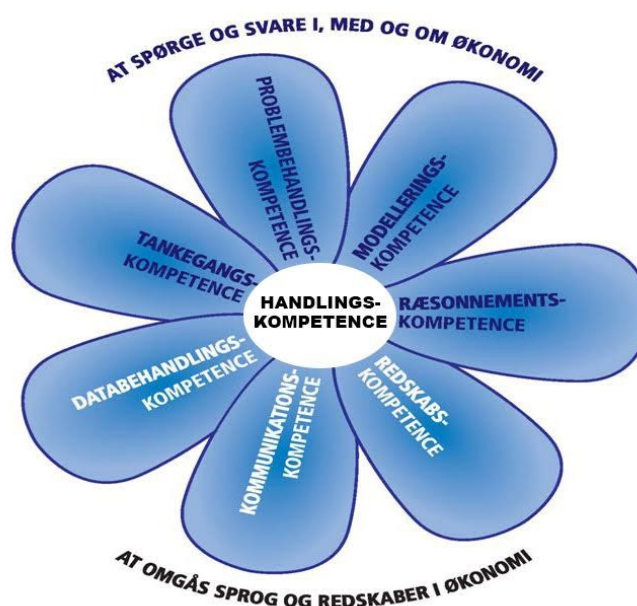 AT SPØRGE OG SVARE I, MED OG OM ØKONOMI
PROBLEMBEHANDLINGS-
KOMPETENCE
MODELLERINGS-
KOMPETENCE
TANKEGANGS-
KOMPETENCE
HANDLINGS-
KOMPETENCE
RÆSONNEMENTS-
KOMPETENCE
DATABEHANDLINGS-
KOMPETENCE
KOMMUNIKATIONS-
KOMPETENCE
REDSKABS-
KOMPETENCE
AT OMGÅS SPROG OG REDSKABER I ØKONOMI